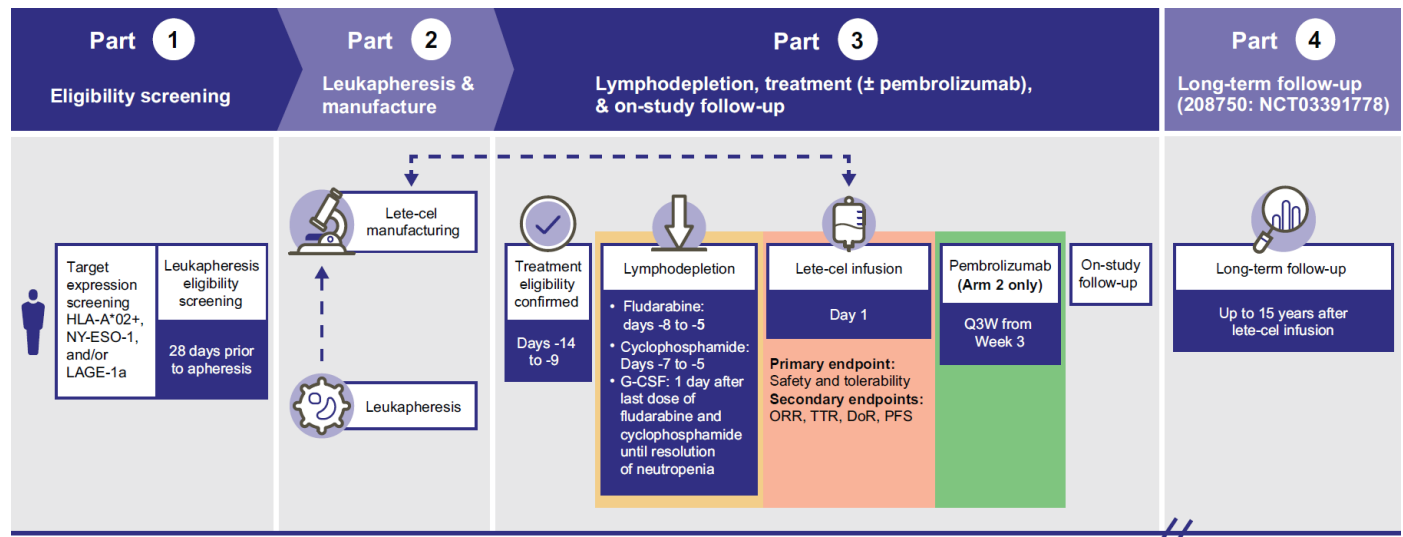 Part 1
Eligibility screening
Part 2
Leukapheresis &
manufacture
Part 3
Lymphodepletion, treatment (± pembrolizumab),
& on-study follow-up
Part 4
Long-term follow-up
(208750: NCT03391778)
Target
expression
screening
HLA-A*02+,
NY-ESO-1,
and/or
LAGE-1a
Leukapheresis
eligibility
screening
28 days prior
to apheresis
Lete-cel
manufacturing
Leukapheresis
Treatment
eligibility
confirmed
Days -14
to -9
Lymphodepletion
• Fludarabine:
days -8 to -5
• Cyclophosphamide:
Days -7 to -5
• G-CSF: 1 day after
last dose of
fludarabine and
cyclophosphamide
until resolution
of neutropenia
Lete-cel infusion
Day 1
Primary endpoint:
Safety and tolerability
Secondary endpoints:
ORR, TTR, DoR, PFS
Pembrolizumab
(Arm 2 only)
Q3W from
Week 3
On-study
follow-up
Long-term follow-up
Up to 15 years after
lete-cel infusion